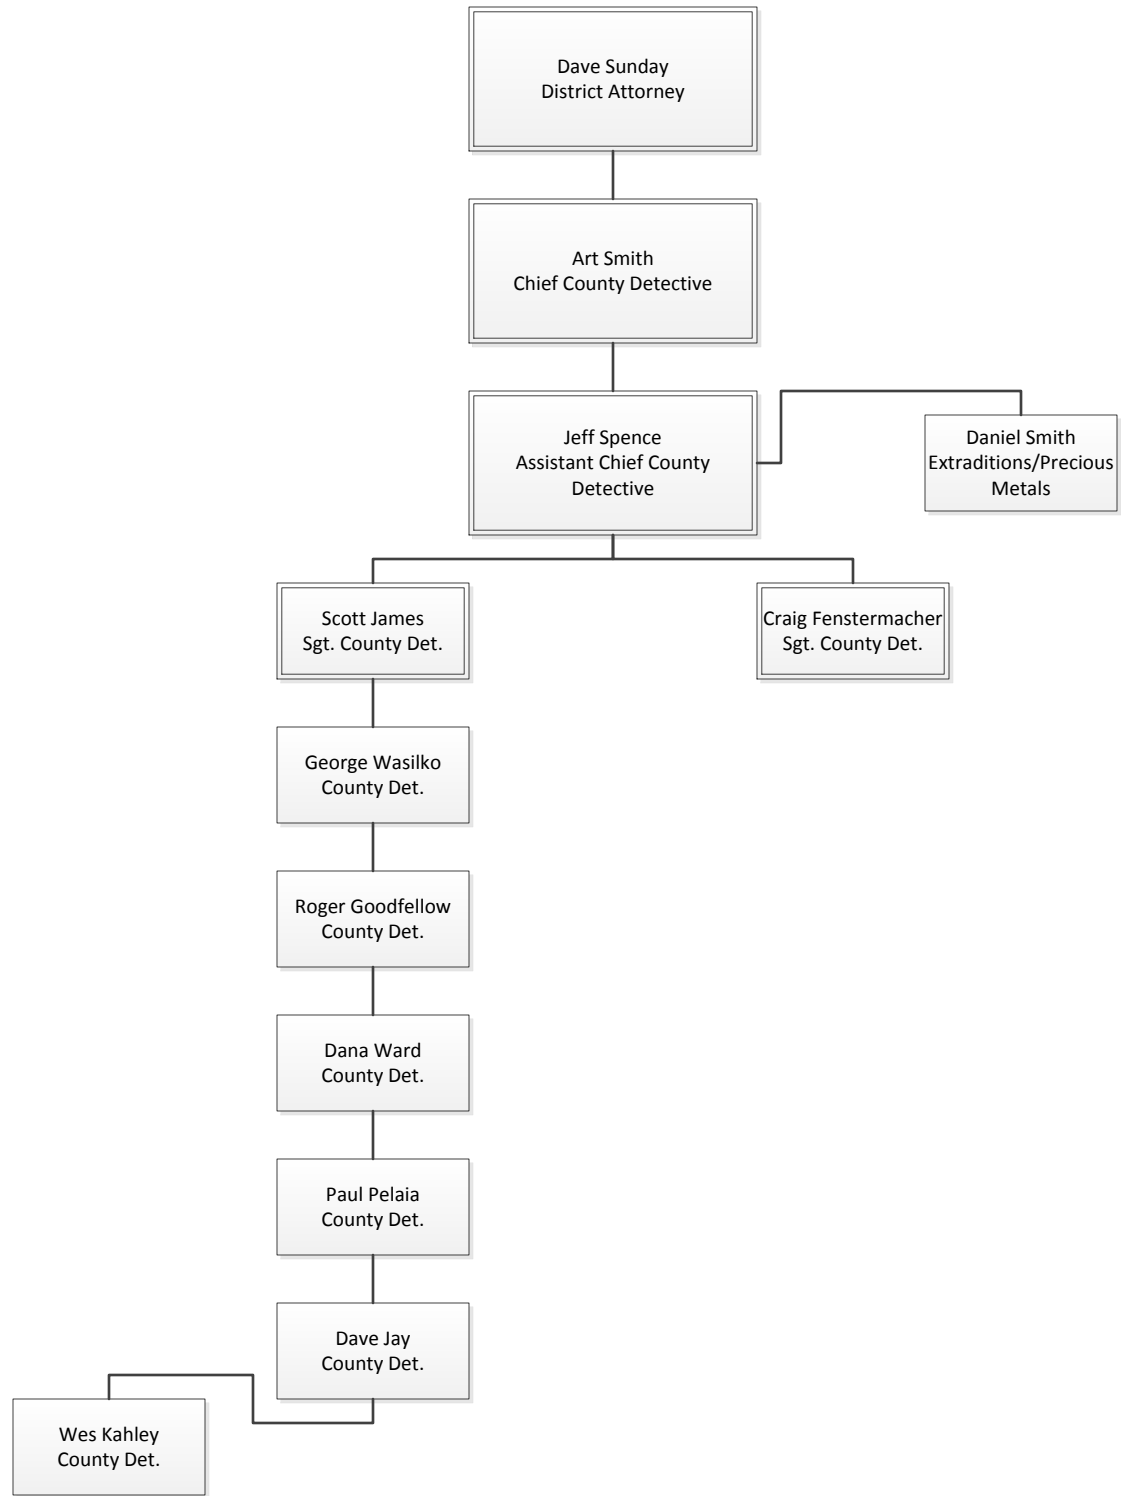 Dave Sunday
District Attorney
Art Smith
Chief County Detective
Jeff Spence
Assistant Chief County
Detective
Daniel Smith
Extraditions/Precious
Metals
Scott James
Sgt. County Det.
Craig Fenstermacher
Sgt. County Det.
George Wasilko
County Det.
Roger Goodfellow
County Det.
Dana Ward
County Det.
Paul Pelaia
County Det.
Dave Jay
County Det.
Wes Kahley
County Det.